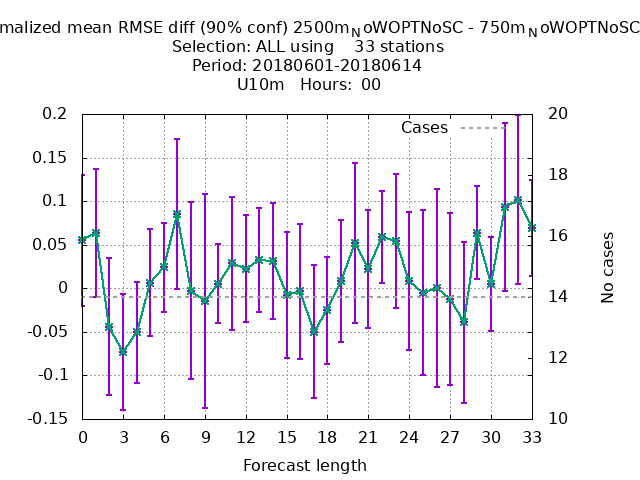 malized mean RMSE diff (90% conf) 2500mNoWOPTNoSC - 750mNoWOPTNoSC
Selection: ALL using 33 stations
Period: 20180601-20180614
U10m Hours: 00
Cases
0.2
0.15
0.1
0.05
0
-0.05
-0.1
-0.15
20
18
16
14
12
10
No cases
0 3 6 9 12 15 18 21 24 27 30 33
Forecast length